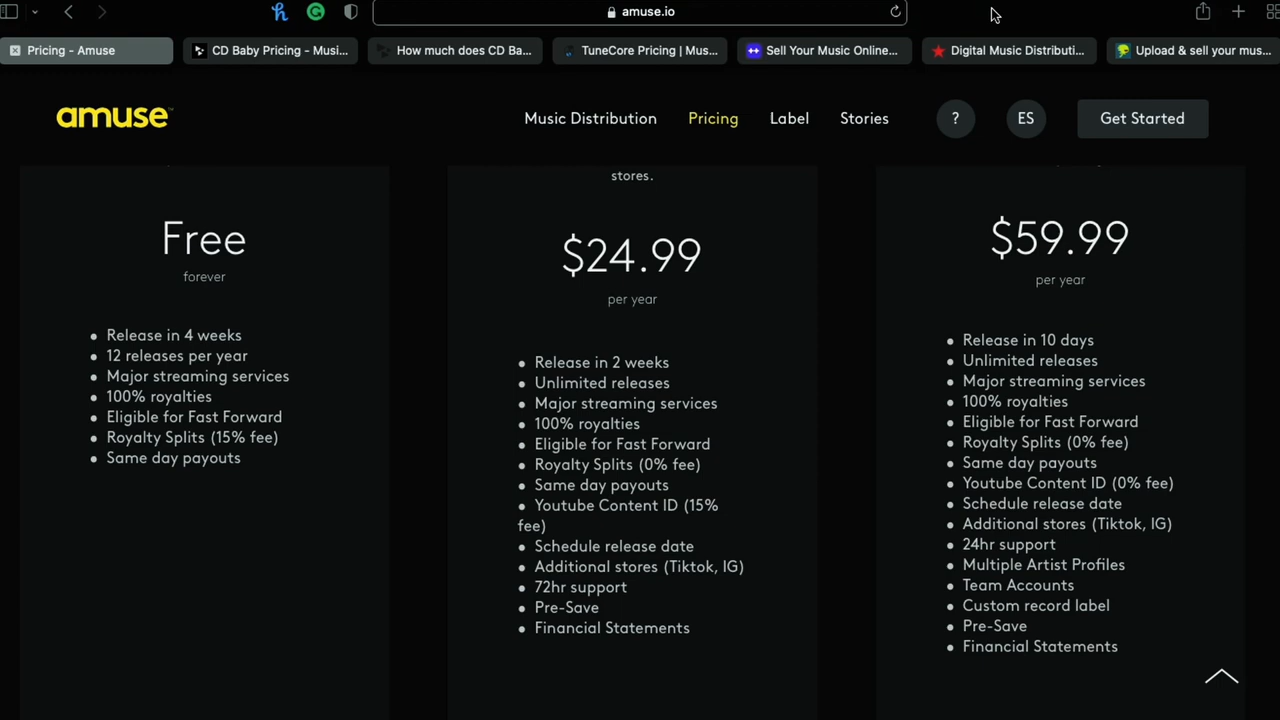 amuse.io
Pricing - Amuse
CD Baby Pricing - Musi...
How much does CD Ba...
TuneCore Pricing | Mus...
Sell Your Music Online...
Digital Music Distributi...
Upload & sell your mus...
amuse™
Music Distribution
Pricing
Label
Stories
?
ES
Get Started
Free
forever
• Release in 4 weeks
• 12 releases per year
• Major streaming services
• 100% royalties
• Eligible for Fast Forward
• Royalty Splits (15% fee)
• Same day payouts
stores.
$24.99
per year
• Release in 2 weeks
• Unlimited releases
• Major streaming services
• 100% royalties
• Eligible for Fast Forward
• Royalty Splits (0% fee)
• Same day payouts
• Youtube Content ID (15%
fee)
• Schedule release date
• Additional stores (Tiktok, IG)
• 72hr support
• Pre-Save
• Financial Statements
$59.99
per year
• Release in 10 days
• Unlimited releases
• Major streaming services
• 100% royalties
• Eligible for Fast Forward
• Royalty Splits (0% fee)
• Same day payouts
• Youtube Content ID (0% fee)
• Schedule release date
• Additional stores (Tiktok, IG)
• 24hr support
• Multiple Artist Profiles
• Team Accounts
• Custom record label
• Pre-Save
• Financial Statements